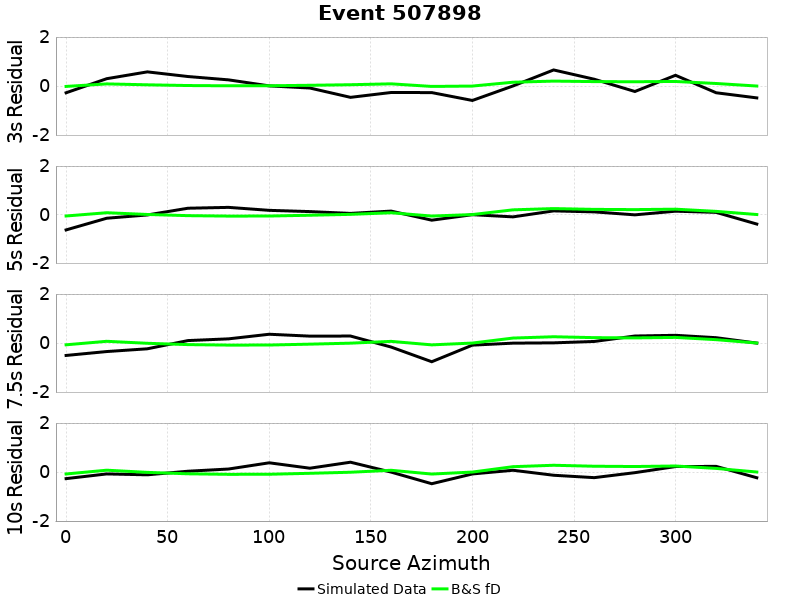 Event 507898
3s Residual
2
0
-2
5s Residual
2
0
-2
7.5s Residual
2
0
-2
10s Residual
2
0
-2
0 50 100 150 200 250 300
Source Azimuth
Simulated Data B&S fD